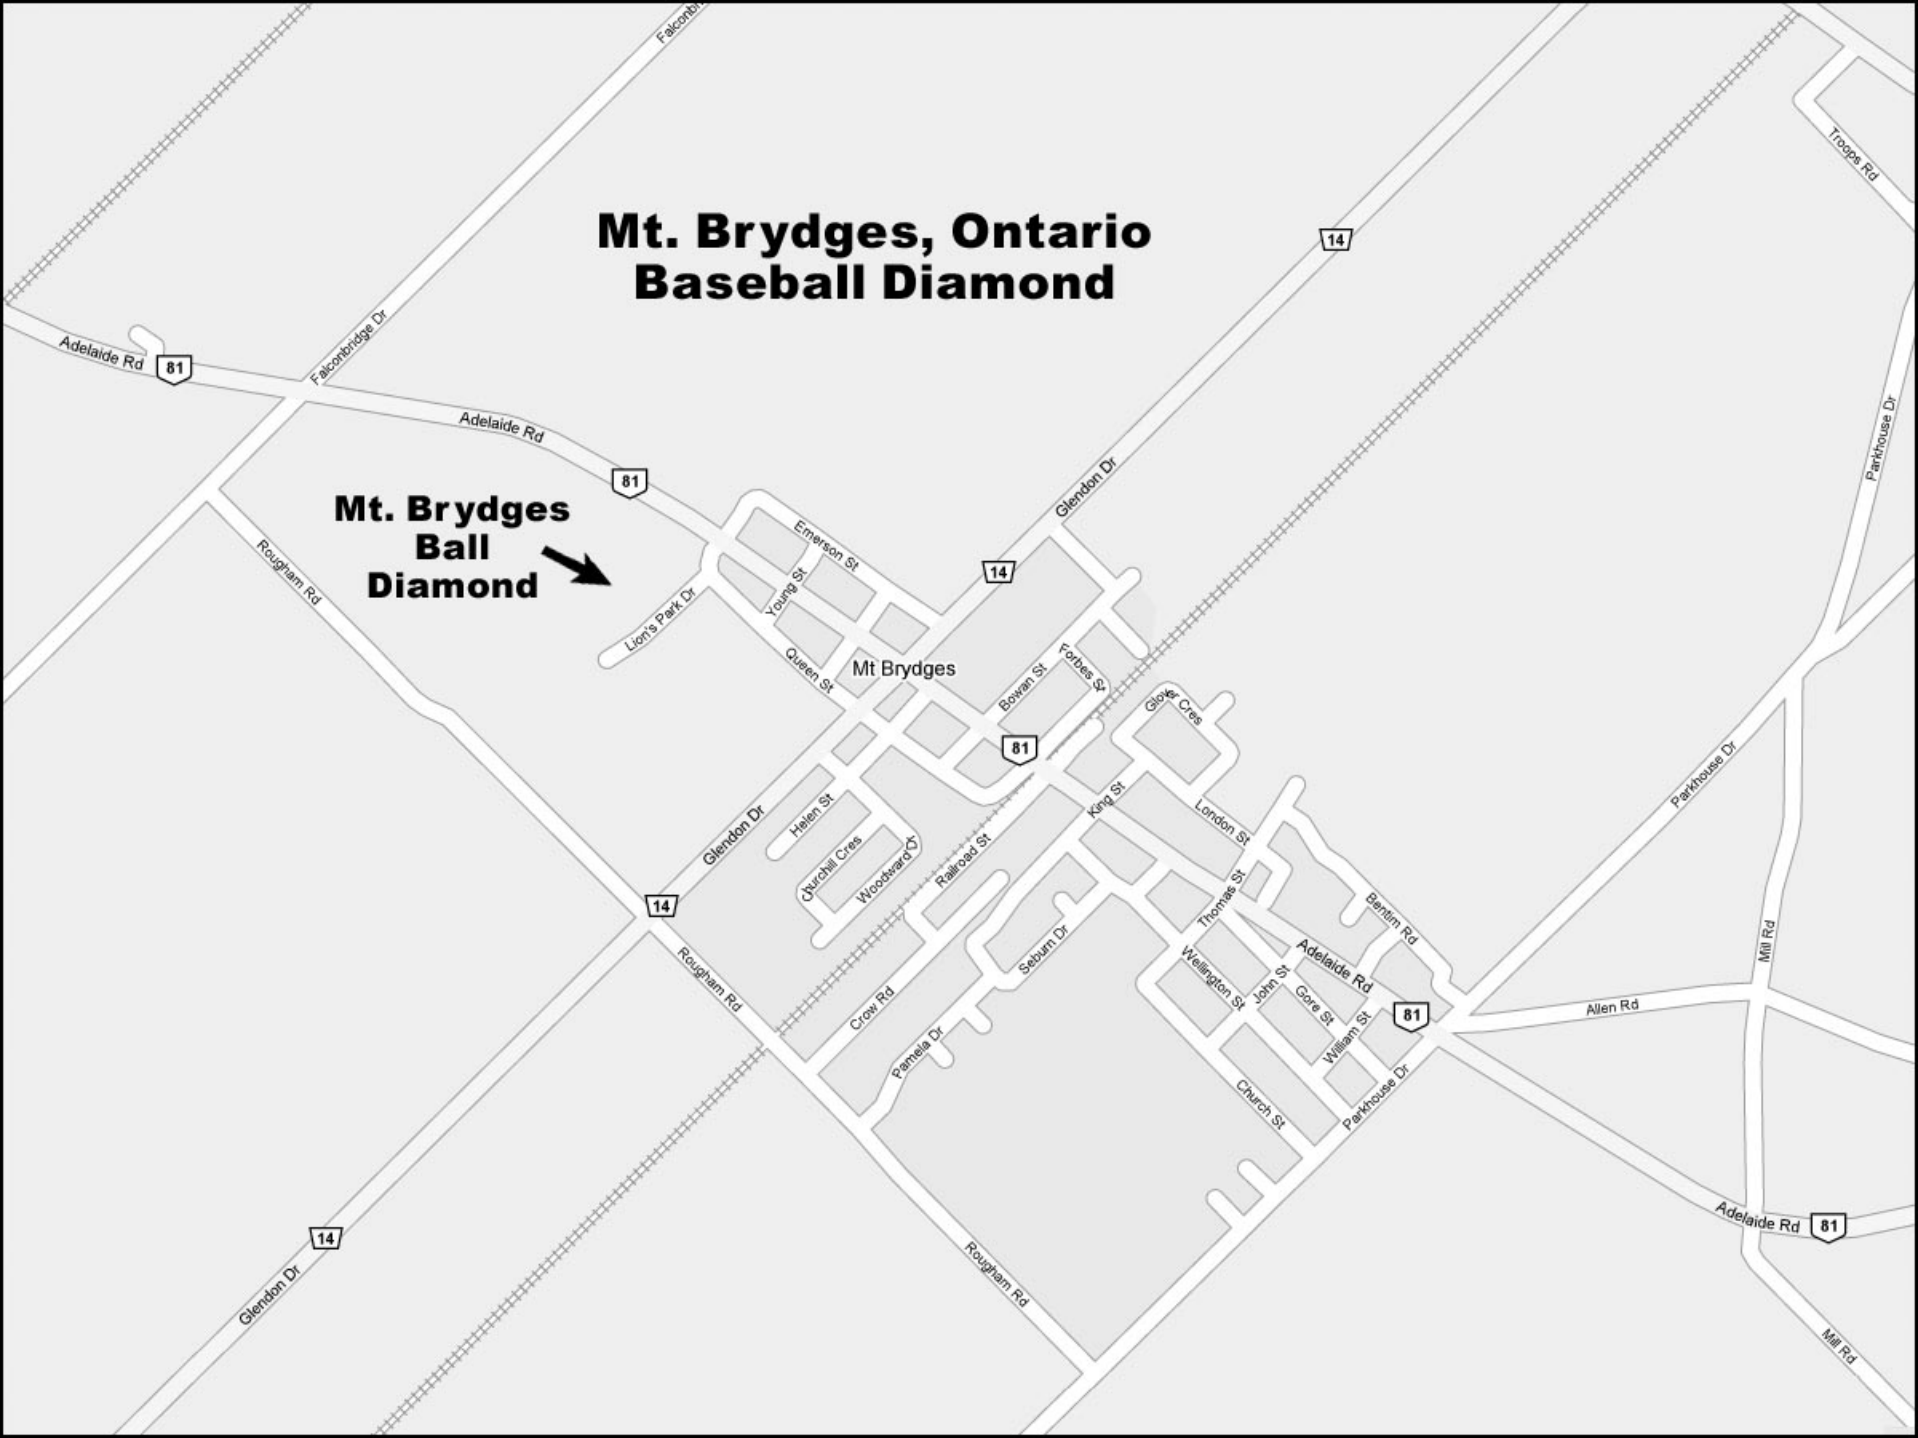 Falconbr
Troops Rd
Mt. Brydges, Ontario
Baseball Diamond
14
Falconbridge Dr
Adelaide Rd
81
Adelaide Rd
81
Parkhouse Dr
Glendon Dr
Mt. Brydges
Ball
Diamond
Emerson St
14
Rougham Rd
Young St
Lion's Park Dr
Queen St
Mt Brydges
Forbes St
Bowan St
Glover Cres
81
Parkhouse Dr
King St
London St
Helen St
Glendon Dr
Churchill Cres
Woodward
Railroad St
Thomas St
14
Bentim Rd
Mill Rd
Seburn Dr
Adelaide Rd
Rougham Rd
Wellington St
John St
Gore St
Crow Rd
81
Allen Rd
William St
Pamela Dr
Parkhouse Dr
Church St
Adelaide Rd
81
14
Glendon Dr
Rougham Rd
Mill Rd